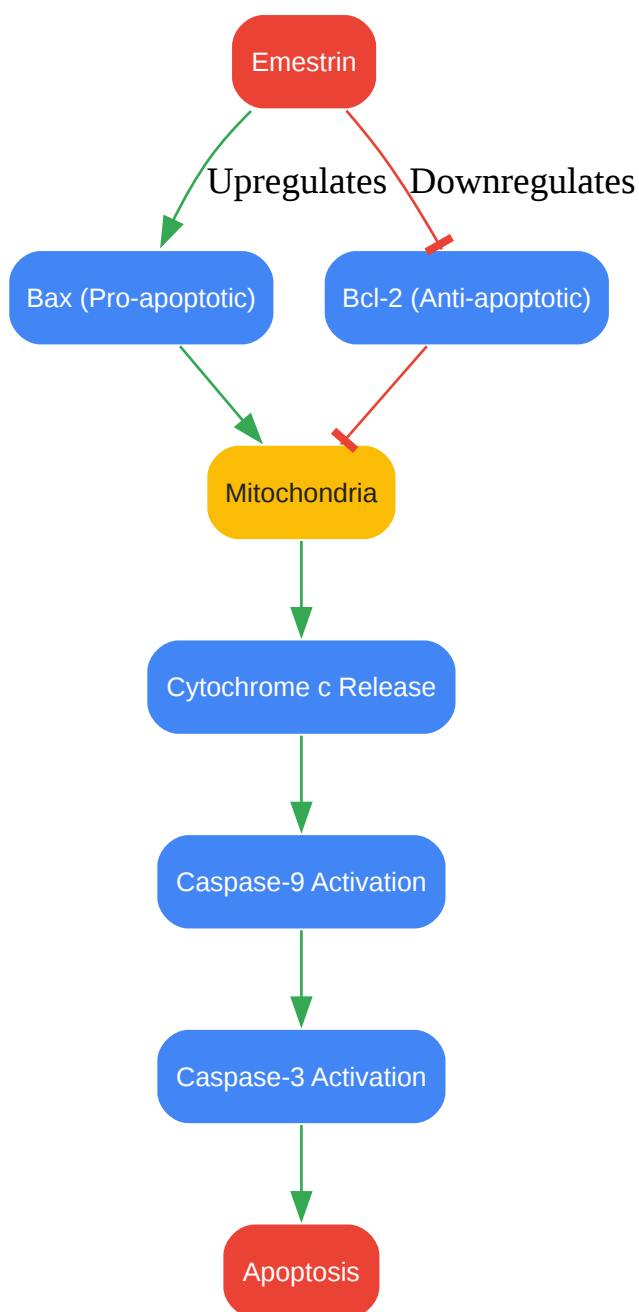 Emestrin
Upregulates
Downregulates
Bax (Pro-apoptotic)
Bcl-2 (Anti-apoptotic)
Mitochondria
Cytochrome c Release
Caspase-9 Activation
Caspase-3 Activation
Apoptosis